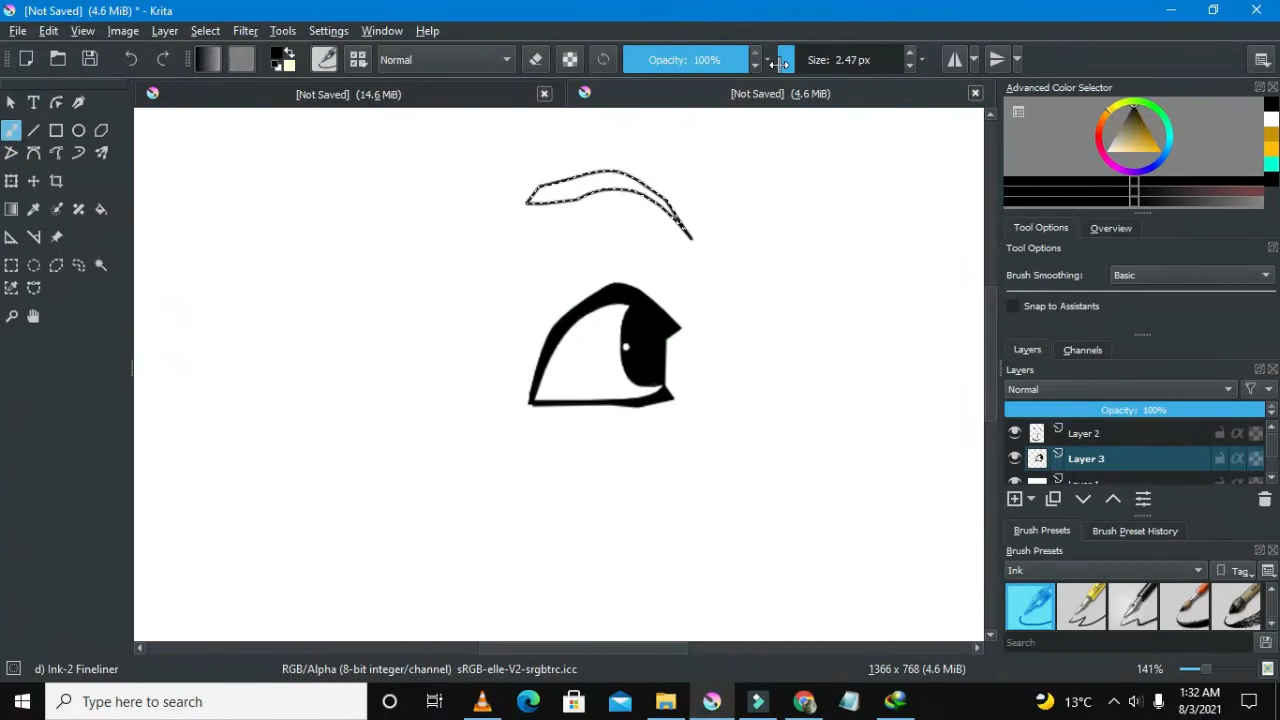 [Not Saved] (4.6 MiB) * - Krita
File Edit View Image Layer Select Filter Tools Settings Window Help
Normal
Opacity: 100%
Size: 2.47 px
[Not Saved] (14.6 MiB)
[Not Saved] (4.6 MiB)
Advanced Color Selector
Tool Options Overview
Tool Options
Brush Smoothing: Basic
Snap to Assistants
Layers Channels
Layers
Normal
Opacity: 100%
Layer 2
Layer 3
Layer 1
Brush Presets Brush Preset History
Brush Presets
Ink
Tag
Search
d) Ink-2 Fineliner
RGB/Alpha (8-bit integer/channel) sRGB-elle-V2-srgbtrc.icc
1366 x 768 (4.6 MiB)
141%
Type here to search
13°C
1:32 AM
8/3/2021